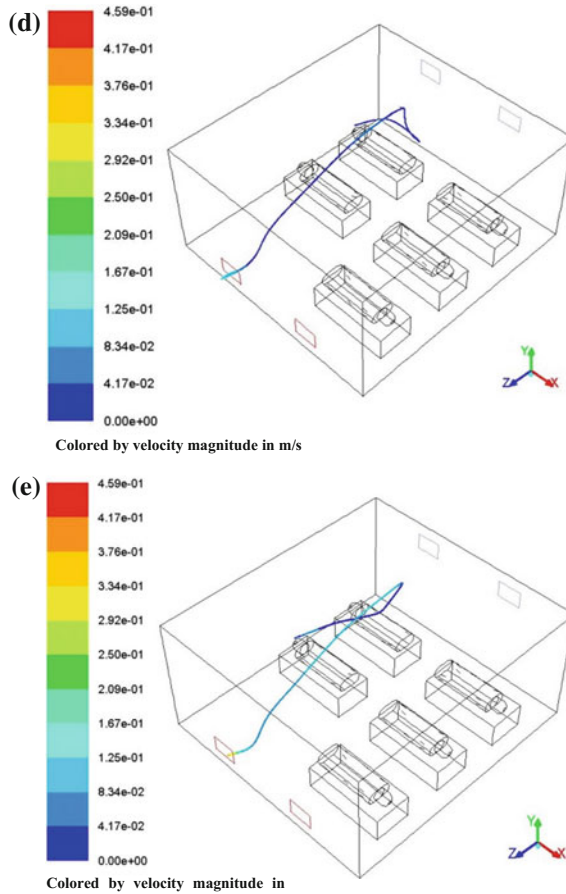 (d)
4.59e-01
4.17e-01
3.76e-01
3.34e-01
2.92e-01
2.50e-01
2.09e-01
1.67e-01
1.25e-01
8.34e-02
4.17e-02
0.00e+00
Y
Z
X
Colored by velocity magnitude in m/s
(e)
4.59e-01
4.17e-01
3.76e-01
3.34e-01
2.92e-01
2.50e-01
2.09e-01
1.67e-01
1.25e-01
8.34e-02
4.17e-02
0.00e+00
Y
Z
X
Colored by velocity magnitude in